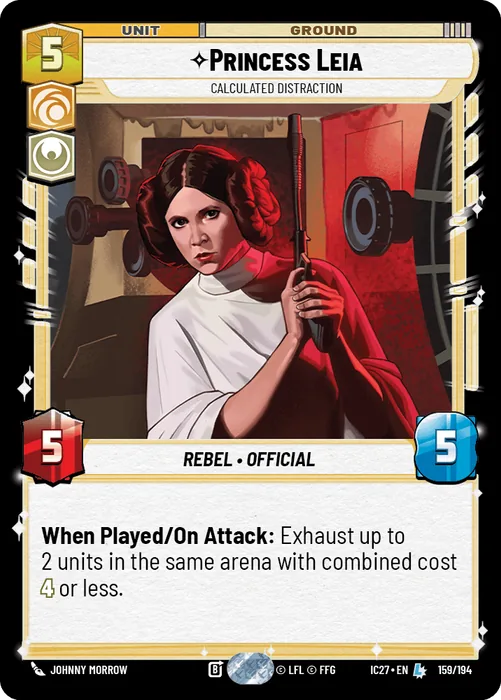 UNIT GROUND
5 ✧PRINCESS LEIA
CALCULATED DISTRACTION
5 5
REBEL • OFFICIAL
When Played/On Attack: Exhaust up to
2 units in the same arena with combined cost
4 or less.
JOHNNY MORROW B © LFL © FFG IC27 • EN L 159/194